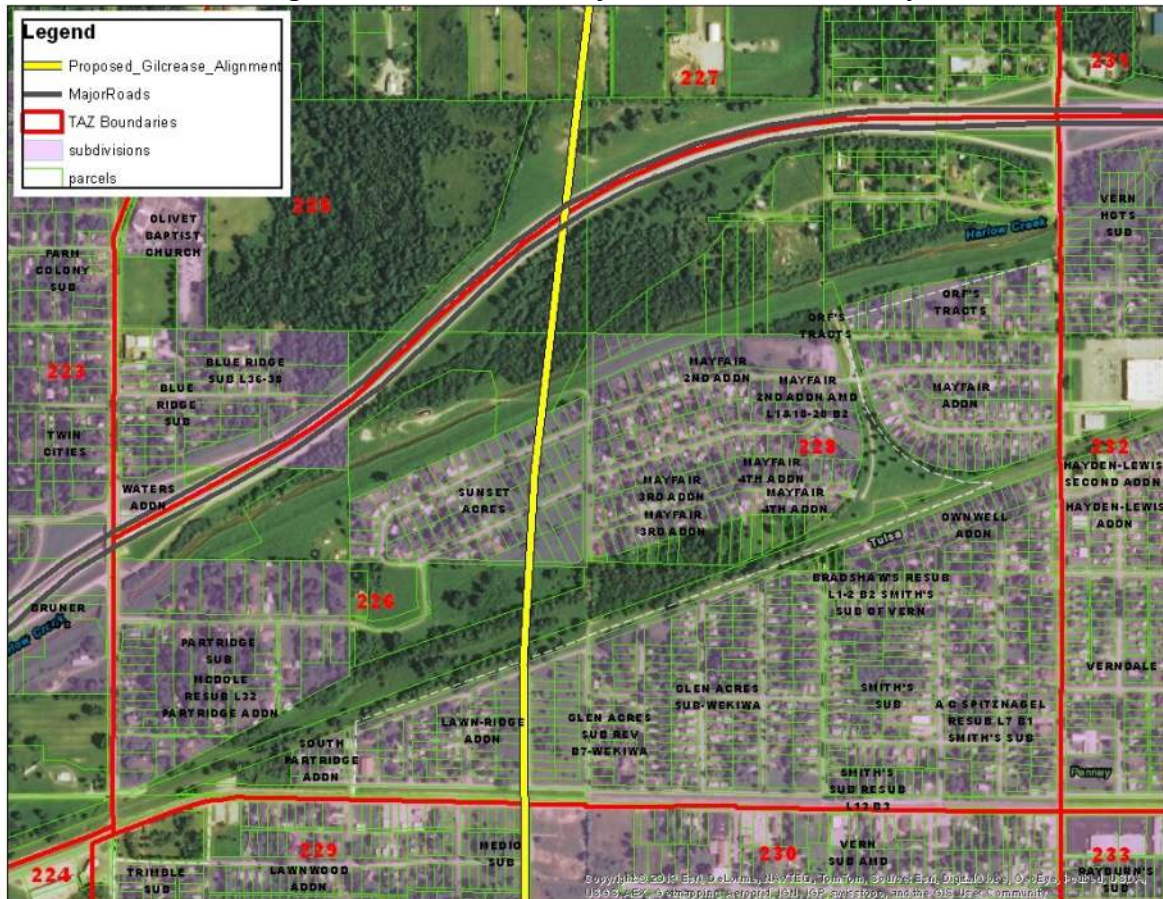 Legend
Proposed_Gilcrease_Alignment
MajorRoads
TAZ Boundaries
subdivisions
parcels
227
231
OLIVET
BAPTIST
CHURCH
VERN
HGTS
SUB
Harlow Creek
FARM
COLONY
SUB
ORF'S
TRACTS
ORF'S
TRACTS
223
BLUE RIDGE
SUB L36-38
BLUE
RIDGE
SUB
MAYFAIR
2ND ADDN
MAYFAIR
2ND ADDN AMD
L1&18-20 B2
MAYFAIR
ADDN
TWIN
CITIES
228
232
WATERS
ADDN
SUNSET
ACRES
MAYFAIR
3RD ADDN
MAYFAIR
3RD ADDN
MAYFAIR
4TH ADDN
MAYFAIR
4TH ADDN
HAYDEN-LEWIS
SECOND ADDN
HAYDEN-LEWIS
ADDN
OWNWELL
ADDN
Tulsa
BRADSHAW'S RESUB
L1-2 B2 SMITH'S
SUB OF VERN
226
BRUNER
PARTRIDGE
SUB
MODDLE
RESUB L32
PARTRIDGE ADDN
VERNDALE
GLEN ACRES
SUB-WEKIWA
SMITH'S
SUB
A C SPITZNAGEL
RESUB L7 B1
SMITH'S SUB
LAWN-RIDGE
ADDN
GLEN ACRES
SUB REV
B7-WEKIWA
SOUTH
PARTRIDGE
ADDN
SMITH'S
SUB RESUB
L12 B3
224
TRIMBLE
SUB
229
LAWNWOOD
ADDN
MEDIO
SUB
230
VERN
SUB AMD
233
RAYBURN'S
SUB